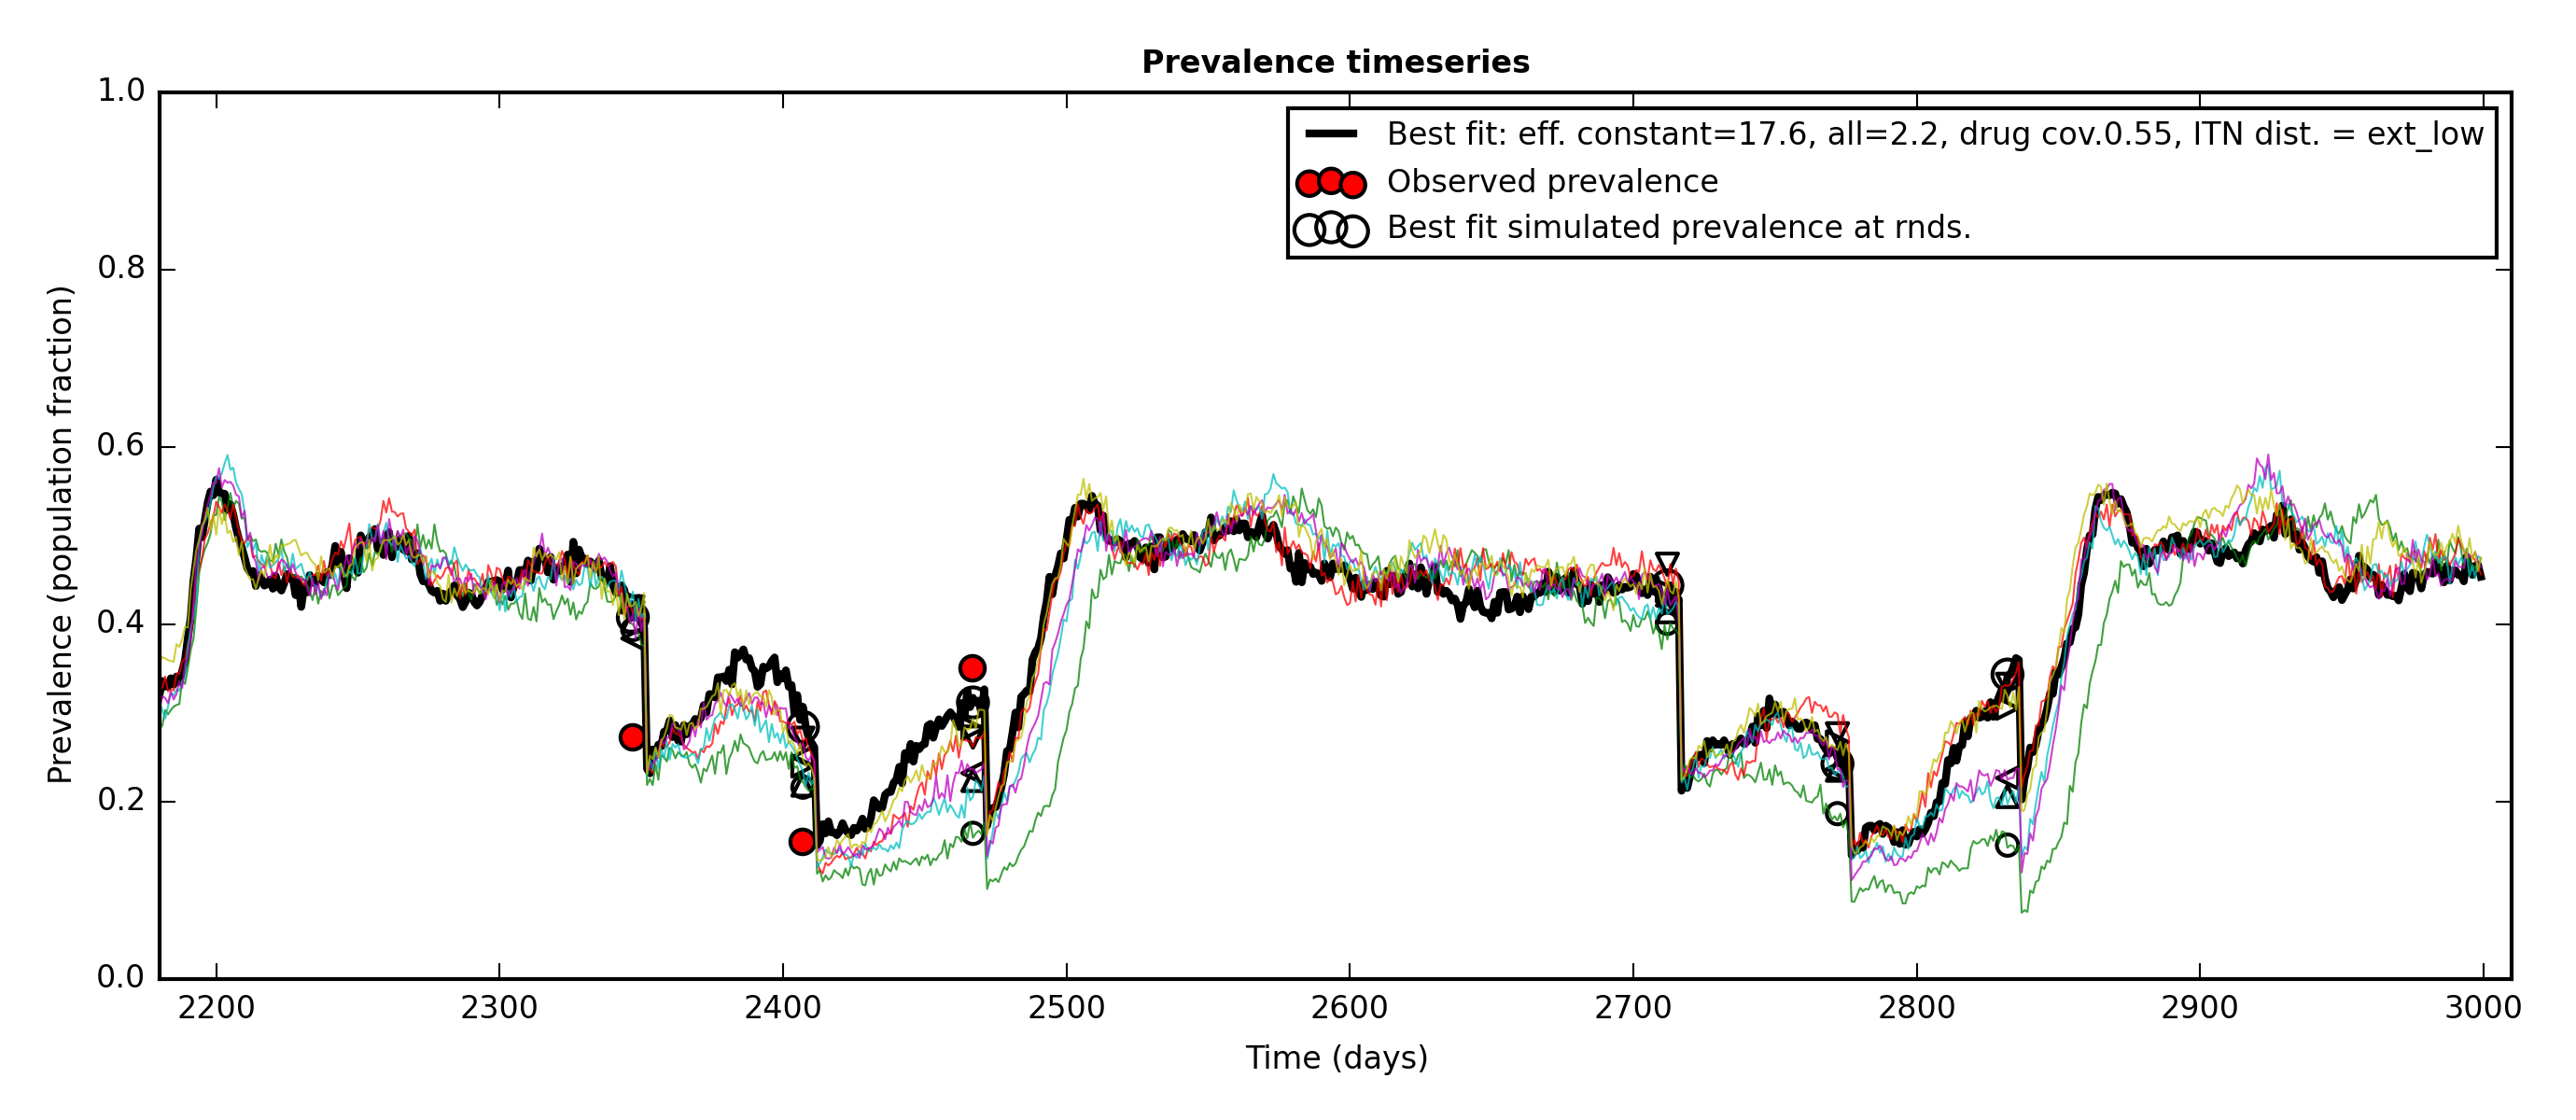 Prevalence timeseries
Best fit: eff. constant=17.6, all=2.2, drug cov.0.55, ITN dist. = ext_low
Observed prevalence
Best fit simulated prevalence at rnds.
Prevalence (population fraction)
1.0
0.8
0.6
0.4
0.2
0.0
2200 2300 2400 2500 2600 2700 2800 2900 3000
Time (days)